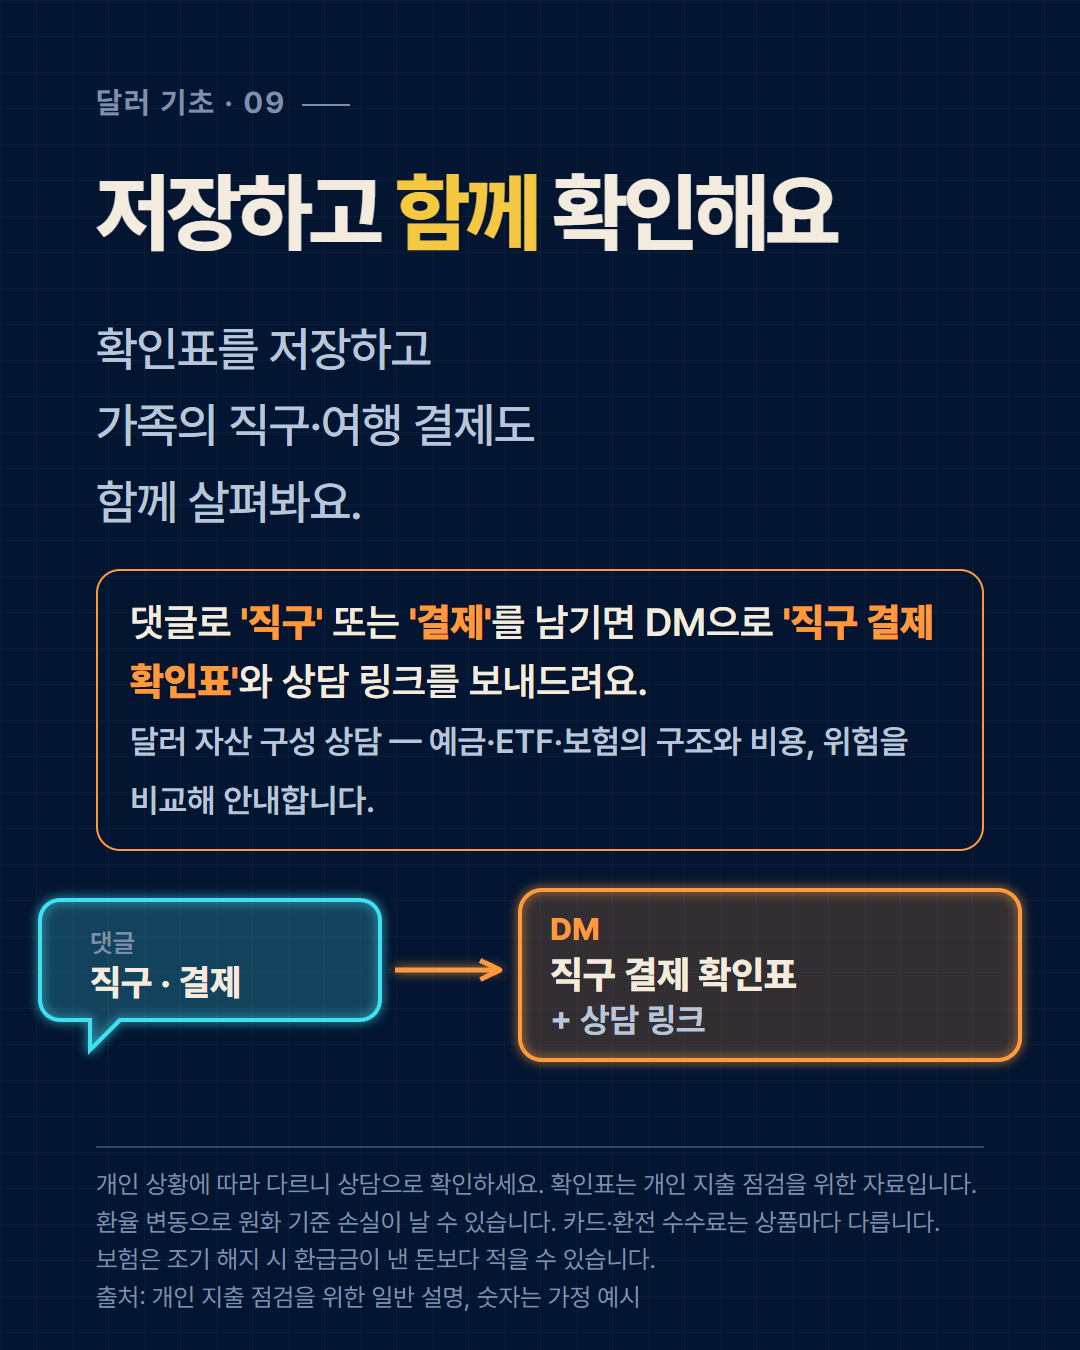 달러 기초 · 09
저장하고 함께 확인해요
확인표를 저장하고
가족의 직구·여행 결제도
함께 살펴봐요.
댓글로 '직구' 또는 '결제'를 남기면 DM으로 '직구 결제
확인표'와 상담 링크를 보내드려요.
달러 자산 구성 상담 — 예금·ETF·보험의 구조와 비용, 위험을
비교해 안내합니다.
댓글
직구 · 결제
DM
직구 결제 확인표
+ 상담 링크
개인 상황에 따라 다르니 상담으로 확인하세요. 확인표는 개인 지출 점검을 위한 자료입니다.
환율 변동으로 원화 기준 손실이 날 수 있습니다. 카드·환전 수수료는 상품마다 다릅니다.
보험은 조기 해지 시 환급금이 낸 돈보다 적을 수 있습니다.
출처: 개인 지출 점검을 위한 일반 설명, 숫자는 가정 예시